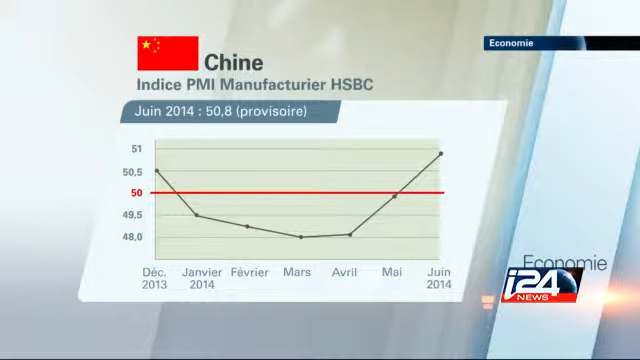 Economie
Chine
Indice PMI Manufacturier HSBC
Juin 2014 : 50,8 (provisoire)
51
50,5
50
49,5
48,0
Déc.
2013
Janvier
2014
Février
Mars
Avril
Mai
Juin
2014
Economie
i24
NEWS